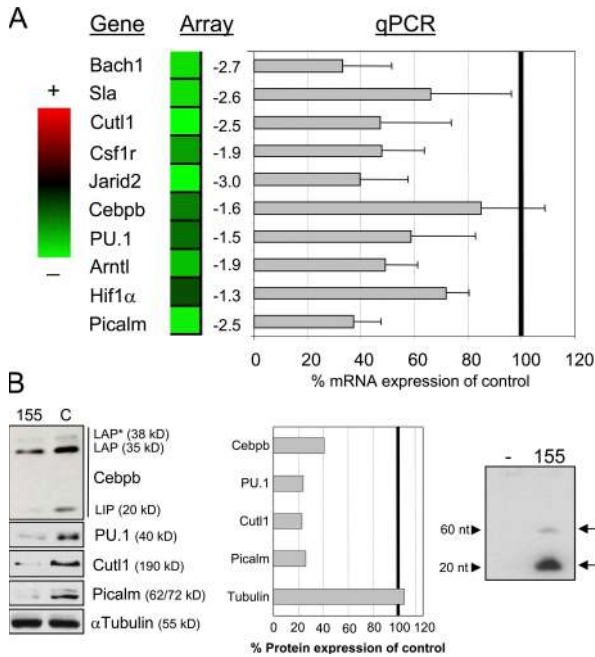 A
Gene Array qPCR
+
–
Bach1 -2.7
Sla -2.6
Cutl1 -2.5
Csf1r -1.9
Jarid2 -3.0
Cebpb -1.6
PU.1 -1.5
Arntl -1.9
Hif1α -1.3
Picalm -2.5
0 20 40 60 80 100 120
% mRNA expression of control
B
155 C
LAP* (38 kD)
LAP (35 kD)
Cebpb
LIP (20 kD)
PU.1 (40 kD)
Cutl1 (190 kD)
Picalm (62/72 kD)
αTubulin (55 kD)
Cebpb
PU.1
Cutl1
Picalm
Tubulin
0 20 40 60 80 100 120
% Protein expression of control
- 155
60 nt
20 nt